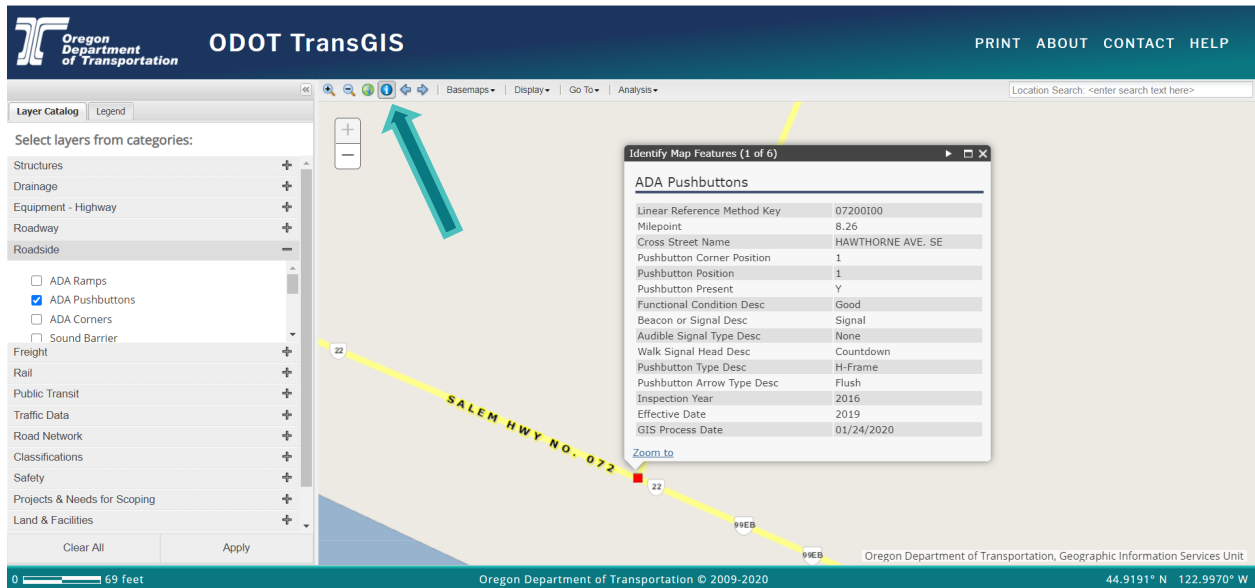 Oregon
Department
of Transportation
ODOT TransGIS
PRINT ABOUT CONTACT HELP
Basemaps Display Go To Analysis
Location Search: <enter search text here>
Layer Catalog Legend
Select layers from categories:
Structures
Drainage
Equipment - Highway
Roadway
Roadside
ADA Ramps
ADA Pushbuttons
ADA Corners
Sound Barrier
Freight
Rail
Public Transit
Traffic Data
Road Network
Classifications
Safety
Projects & Needs for Scoping
Land & Facilities
Clear All Apply
Identify Map Features (1 of 6)
ADA Pushbuttons
Linear Reference Method Key 07200I00
Milepoint 8.26
Cross Street Name HAWTHORNE AVE. SE
Pushbutton Corner Position 1
Pushbutton Position 1
Pushbutton Present Y
Functional Condition Desc Good
Beacon or Signal Desc Signal
Audible Signal Type Desc None
Walk Signal Head Desc Countdown
Pushbutton Type Desc H-Frame
Pushbutton Arrow Type Desc Flush
Inspection Year 2016
Effective Date 2019
GIS Process Date 01/24/2020
Zoom to
22
SALEM HWY NO. 072
22
99EB
99EB
Oregon Department of Transportation, Geographic Information Services Unit
0 69 feet
Oregon Department of Transportation © 2009-2020
44.9191° N 122.9970° W